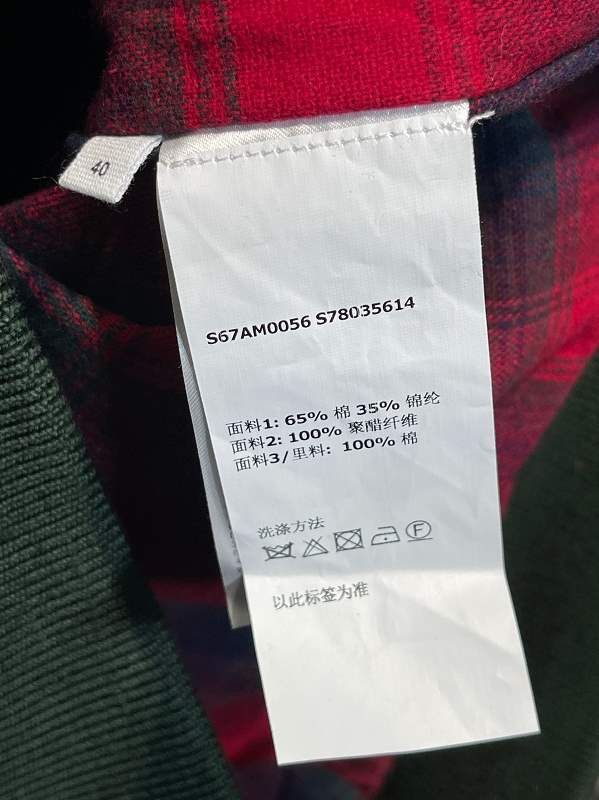 40
S67AM0056 S78035614
面料1: 65% 棉 35% 锦纶
面料2: 100% 聚醋纤维
面料3/里料: 100% 棉
洗涤方法
F
以此标签为准